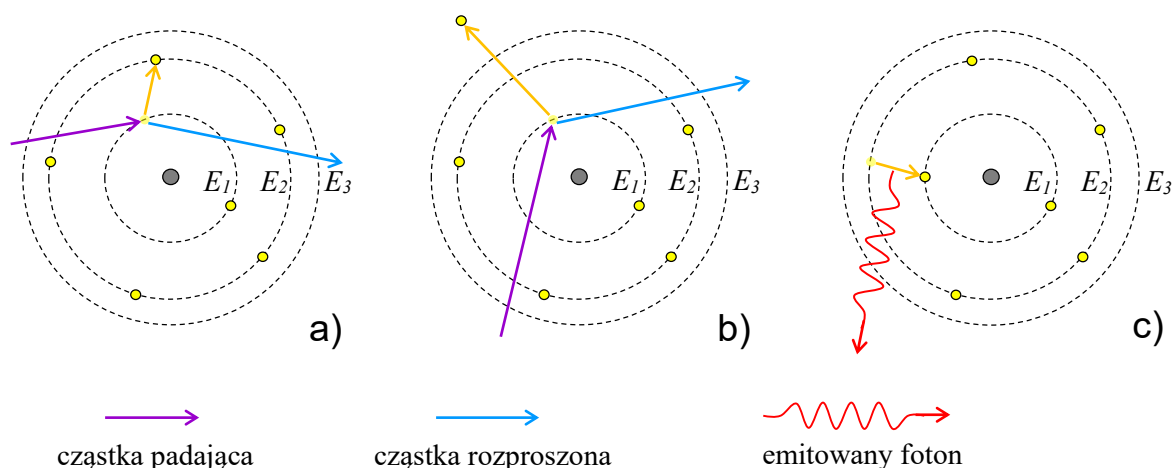 E1 E2 E3
E1 E2 E3
E1 E2 E3
a)
b)
c)
cząstka padająca
cząstka rozproszona
emitowany foton